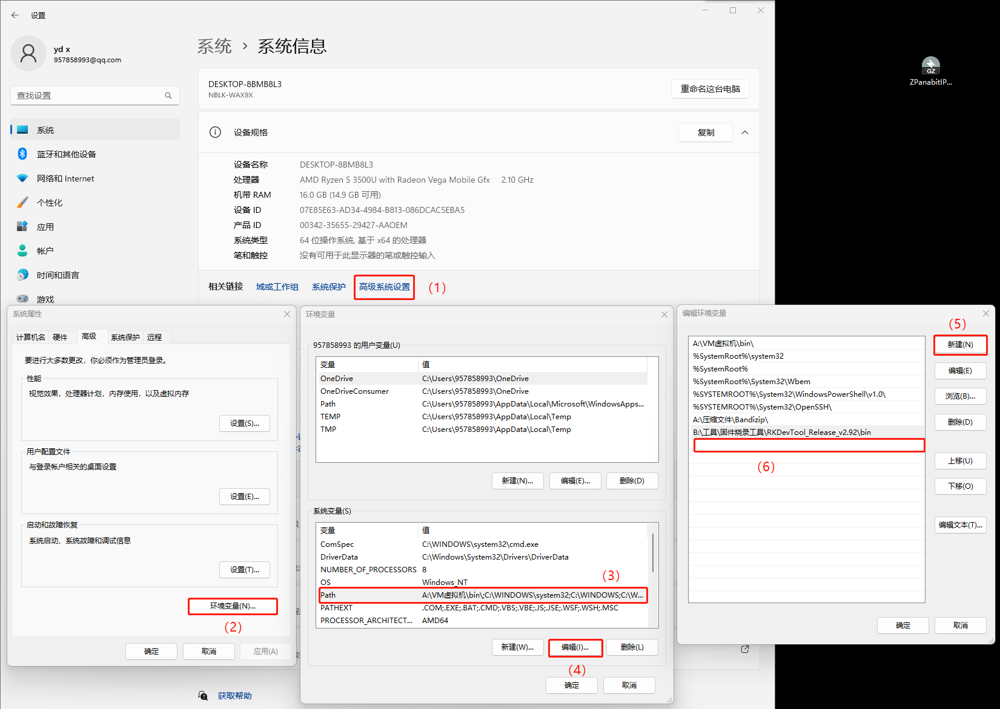 设置
yd x
957858993@qq.com
查找设置
系统
蓝牙和其他设备
网络和 Internet
个性化
应用
帐户
时间和语言
游戏
系统 › 系统信息
DESKTOP-8BMB8L3
NBLK-WAX9X
重命名这台电脑
设备规格
复制
设备名称 DESKTOP-8BMB8L3
处理器 AMD Ryzen 5 3500U with Radeon Vega Mobile Gfx 2.10 GHz
机带 RAM 16.0 GB (14.9 GB 可用)
设备 ID 07E85E63-AD34-4984-B813-086DCAC5EBA5
产品 ID 00342-35655-29427-AAOEM
系统类型 64 位操作系统, 基于 x64 的处理器
笔和触控 没有可用于此显示器的笔或触控输入
相关链接 域或工作组 系统保护 高级系统设置 (1)
获取帮助
GZ
ZPanabitIP...
系统属性
计算机名 硬件 高级 系统保护 远程
要进行大多数更改，你必须作为管理员登录。
性能
视觉效果，处理器计划，内存使用，以及虚拟内存
设置(S)...
用户配置文件
与登录帐户相关的桌面设置
设置(E)...
启动和故障恢复
系统启动、系统故障和调试信息
设置(T)...
环境变量(N)...
(2)
确定 取消 应用(A)
环境变量
957858993 的用户变量(U)
变量 值
OneDrive C:\Users\957858993\OneDrive
OneDriveConsumer C:\Users\957858993\OneDrive
Path C:\Users\957858993\AppData\Local\Microsoft\WindowsApps...
TEMP C:\Users\957858993\AppData\Local\Temp
TMP C:\Users\957858993\AppData\Local\Temp
新建(N)... 编辑(E)... 删除(D)
系统变量(S)
变量 值
ComSpec C:\WINDOWS\system32\cmd.exe
DriverData C:\Windows\System32\Drivers\DriverData
NUMBER_OF_PROCESSORS 8
OS Windows_NT
(3)
Path A:\VM虚拟机\bin\;C:\WINDOWS\system32;C:\WINDOWS;C:\W...
PATHEXT .COM;.EXE;.BAT;.CMD;.VBS;.VBE;.JS;.JSE;.WSF;.WSH;.MSC
PROCESSOR_ARCHITECT... AMD64
新建(W)... 编辑(I)... 删除(L)
(4)
确定 取消
编辑环境变量
(5)
A:\VM虚拟机\bin\
%SystemRoot%\system32
%SystemRoot%
%SystemRoot%\System32\Wbem
%SYSTEMROOT%\System32\WindowsPowerShell\v1.0\
%SYSTEMROOT%\System32\OpenSSH\
A:\压缩文件\Bandizip\
B:\工具\固件烧录工具\RKDevTool_Release_v2.92\bin
(6)
新建(N)
编辑(E)
浏览(B)...
删除(D)
上移(U)
下移(O)
编辑文本(T)...
确定 取消